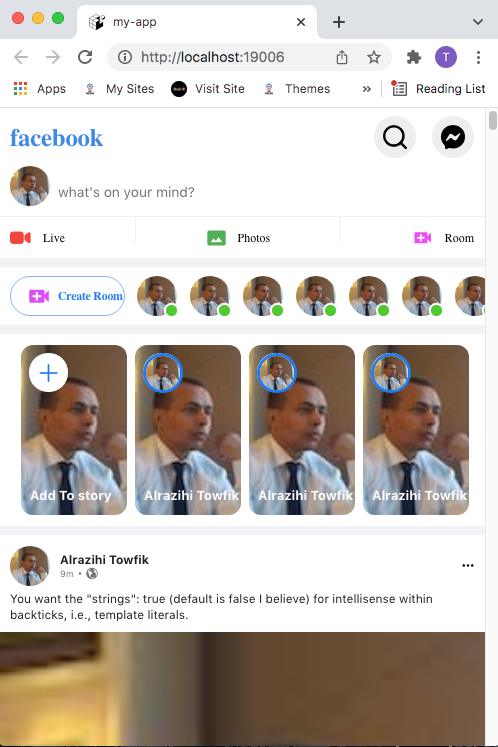 my-app
http://localhost:19006
T
Apps
My Sites
Visit Site
Themes
»
Reading List
facebook
what's on your mind?
Live
Photos
Room
Create Room
Add To story
Alrazihi Towfik
Alrazihi Towfik
Alrazihi Towfik
Alrazihi Towfik
9m •
You want the "strings": true (default is false I believe) for intellisense within
backticks, i.e., template literals.